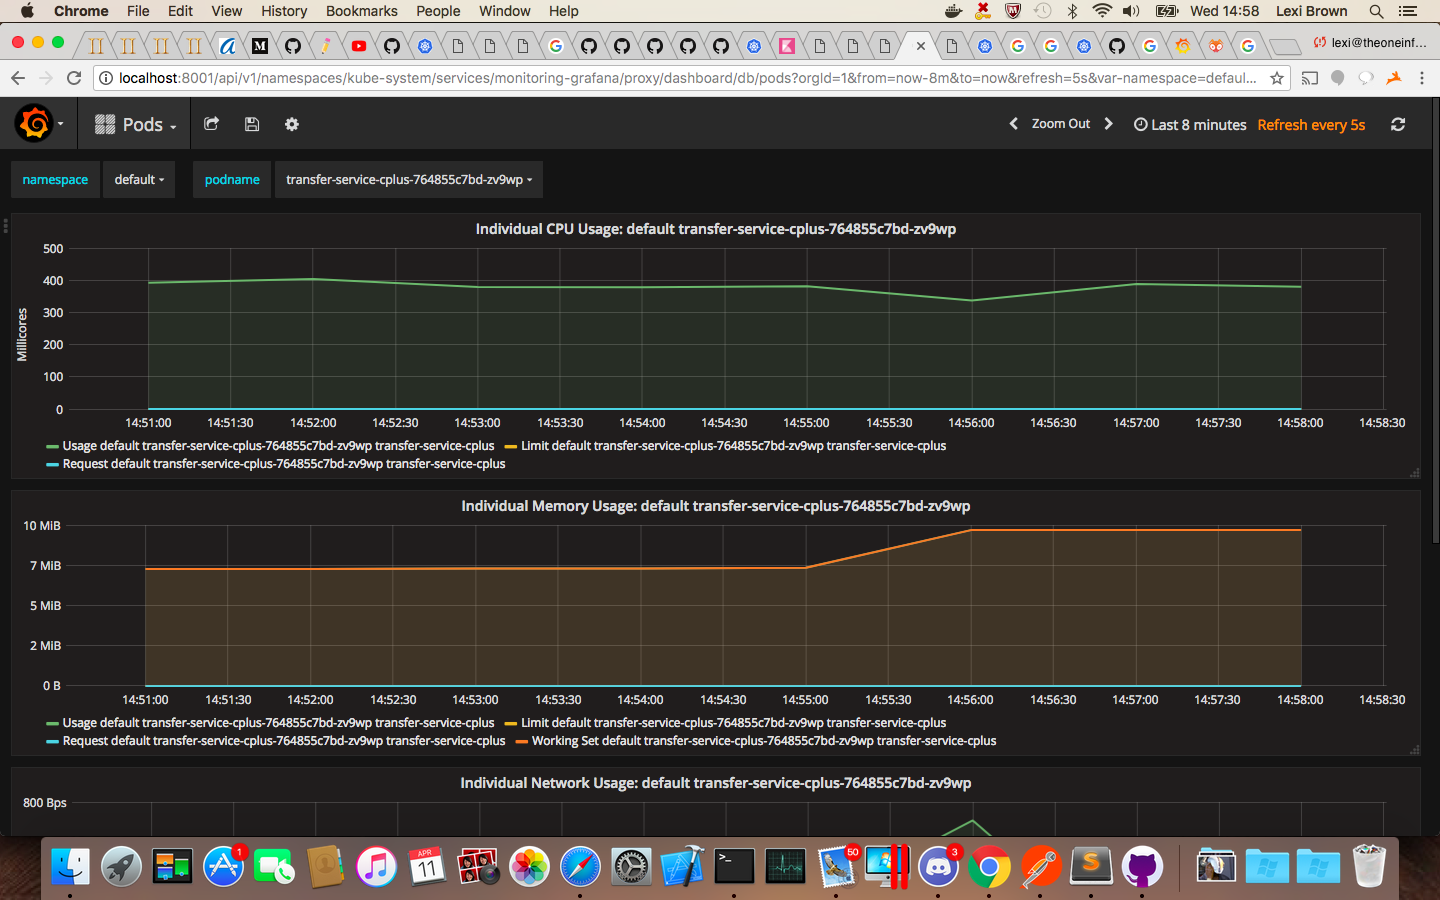 Chrome File Edit View History Bookmarks People Window Help Wed 14:58 Lexi Brown
lexi@theoneinf...
localhost:8001/api/v1/namespaces/kube-system/services/monitoring-grafana/proxy/dashboard/db/pods?orgId=1&from=now-8m&to=now&refresh=5s&var-namespace=defaul...
Pods Zoom Out Last 8 minutes Refresh every 5s
namespace default podname transfer-service-cplus-764855c7bd-zv9wp
Individual CPU Usage: default transfer-service-cplus-764855c7bd-zv9wp
Millicores
500
400
300
200
100
0
14:51:00 14:51:30 14:52:00 14:52:30 14:53:00 14:53:30 14:54:00 14:54:30 14:55:00 14:55:30 14:56:00 14:56:30 14:57:00 14:57:30 14:58:00 14:58:30
Usage default transfer-service-cplus-764855c7bd-zv9wp transfer-service-cplus Limit default transfer-service-cplus-764855c7bd-zv9wp transfer-service-cplus
Request default transfer-service-cplus-764855c7bd-zv9wp transfer-service-cplus
Individual Memory Usage: default transfer-service-cplus-764855c7bd-zv9wp
10 MiB
7 MiB
5 MiB
2 MiB
0 B
14:51:00 14:51:30 14:52:00 14:52:30 14:53:00 14:53:30 14:54:00 14:54:30 14:55:00 14:55:30 14:56:00 14:56:30 14:57:00 14:57:30 14:58:00 14:58:30
Usage default transfer-service-cplus-764855c7bd-zv9wp transfer-service-cplus Limit default transfer-service-cplus-764855c7bd-zv9wp transfer-service-cplus
Request default transfer-service-cplus-764855c7bd-zv9wp transfer-service-cplus Working Set default transfer-service-cplus-764855c7bd-zv9wp transfer-service-cplus
Individual Network Usage: default transfer-service-cplus-764855c7bd-zv9wp
800 Bps
1
APR
11
50
3